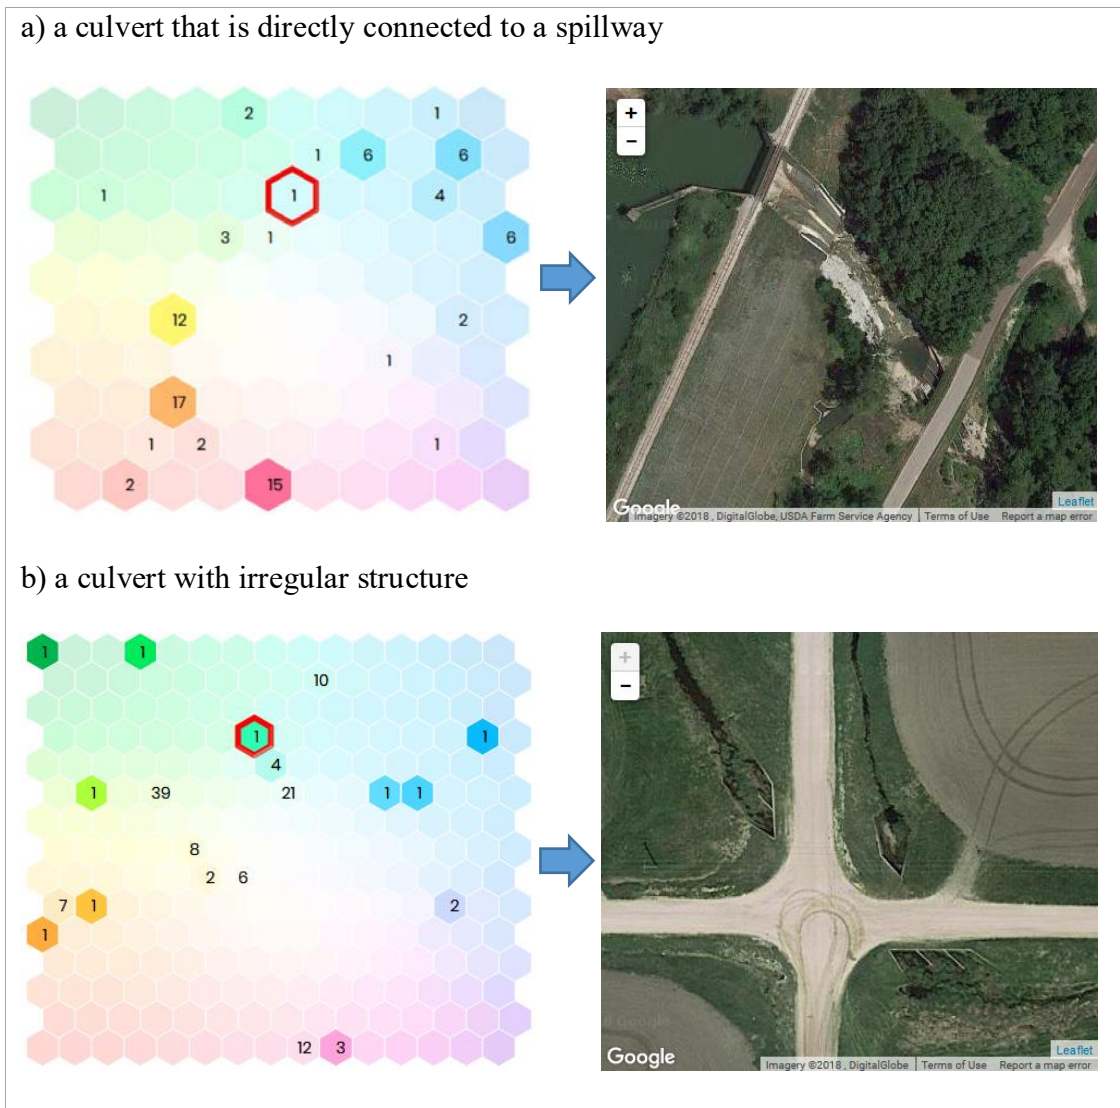 a) a culvert that is directly connected to a spillway
2 1
1 6 6
1 1 4
3 1 6
12 2
1
17
1 2 1
2 15
+
−
Google
Leaflet
Imagery ©2018 , DigitalGlobe, USDA Farm Service Agency Terms of Use Report a map error
b) a culvert with irregular structure
1 1
10
1 1
4
1 39 21 1 1
8
2 6
7 1 2
1
12 3
+
−
Google
Leaflet
Imagery ©2018 , DigitalGlobe Terms of Use Report a map error